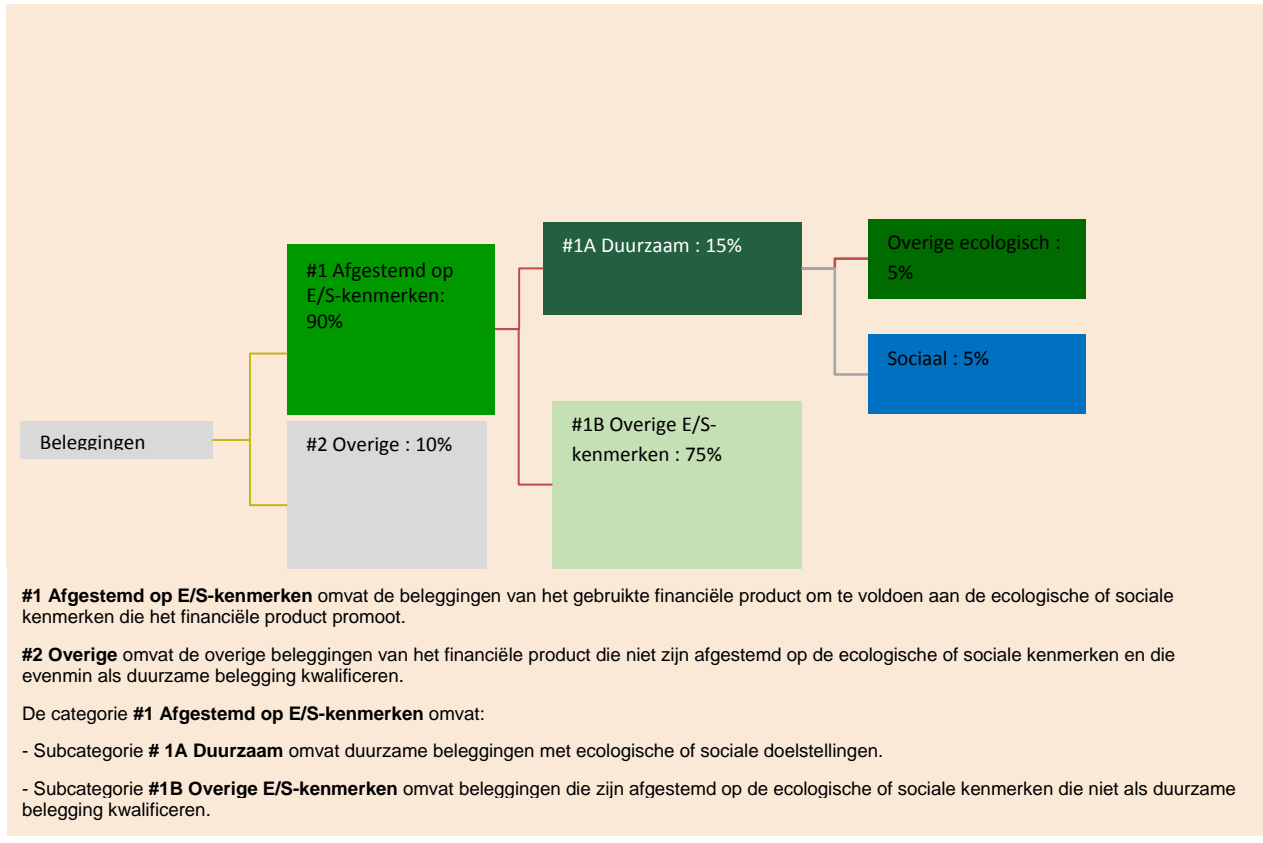 #1A Duurzaam : 15%
Overige ecologisch :
5%
#1 Afgestemd op
E/S-kenmerken:
90%
Sociaal : 5%
#1B Overige E/S-
kenmerken : 75%
Beleggingen
#2 Overige : 10%
#1 Afgestemd op E/S-kenmerken omvat de beleggingen van het gebruikte financiële product om te voldoen aan de ecologische of sociale
kenmerken die het financiële product promoot.
#2 Overige omvat de overige beleggingen van het financiële product die niet zijn afgestemd op de ecologische of sociale kenmerken en die
evenmin als duurzame belegging kwalificeren.
De categorie #1 Afgestemd op E/S-kenmerken omvat:
- Subcategorie # 1A Duurzaam omvat duurzame beleggingen met ecologische of sociale doelstellingen.
- Subcategorie #1B Overige E/S-kenmerken omvat beleggingen die zijn afgestemd op de ecologische of sociale kenmerken die niet als duurzame
belegging kwalificeren.